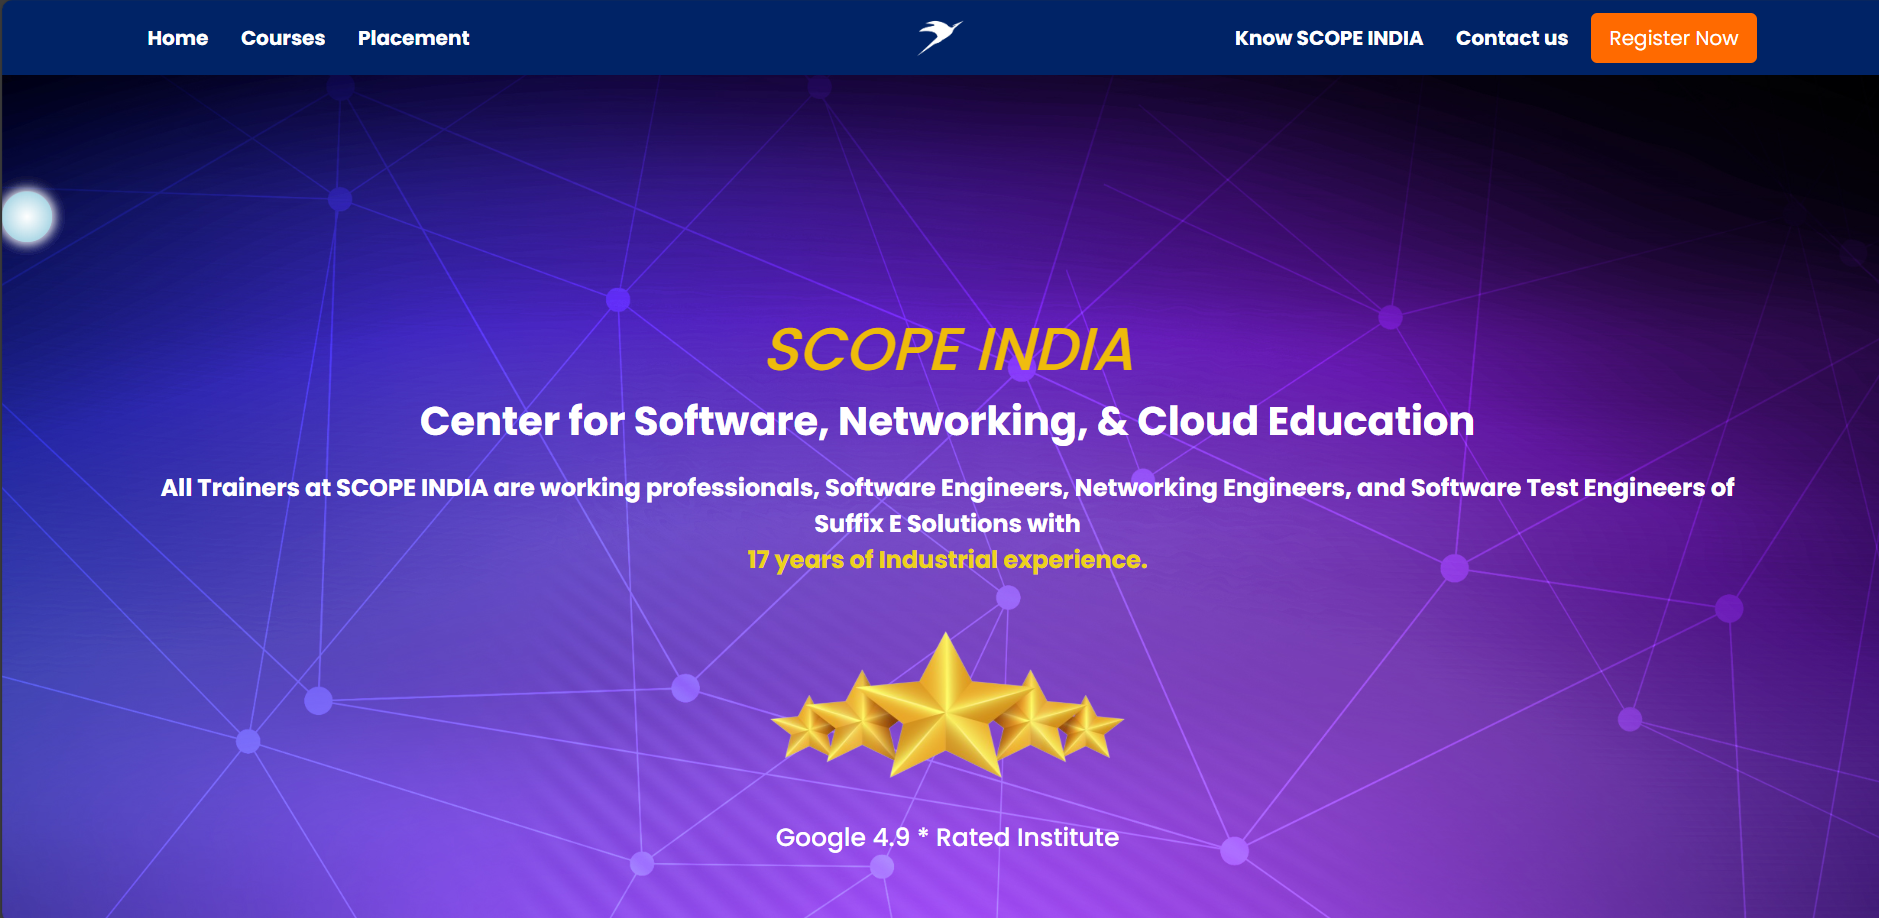 Home Courses Placement Know SCOPE INDIA Contact us Register Now
SCOPE INDIA
Center for Software, Networking, & Cloud Education
All Trainers at SCOPE INDIA are working professionals, Software Engineers, Networking Engineers, and Software Test Engineers of
Suffix E Solutions with
17 years of Industrial experience.
Google 4.9 * Rated Institute